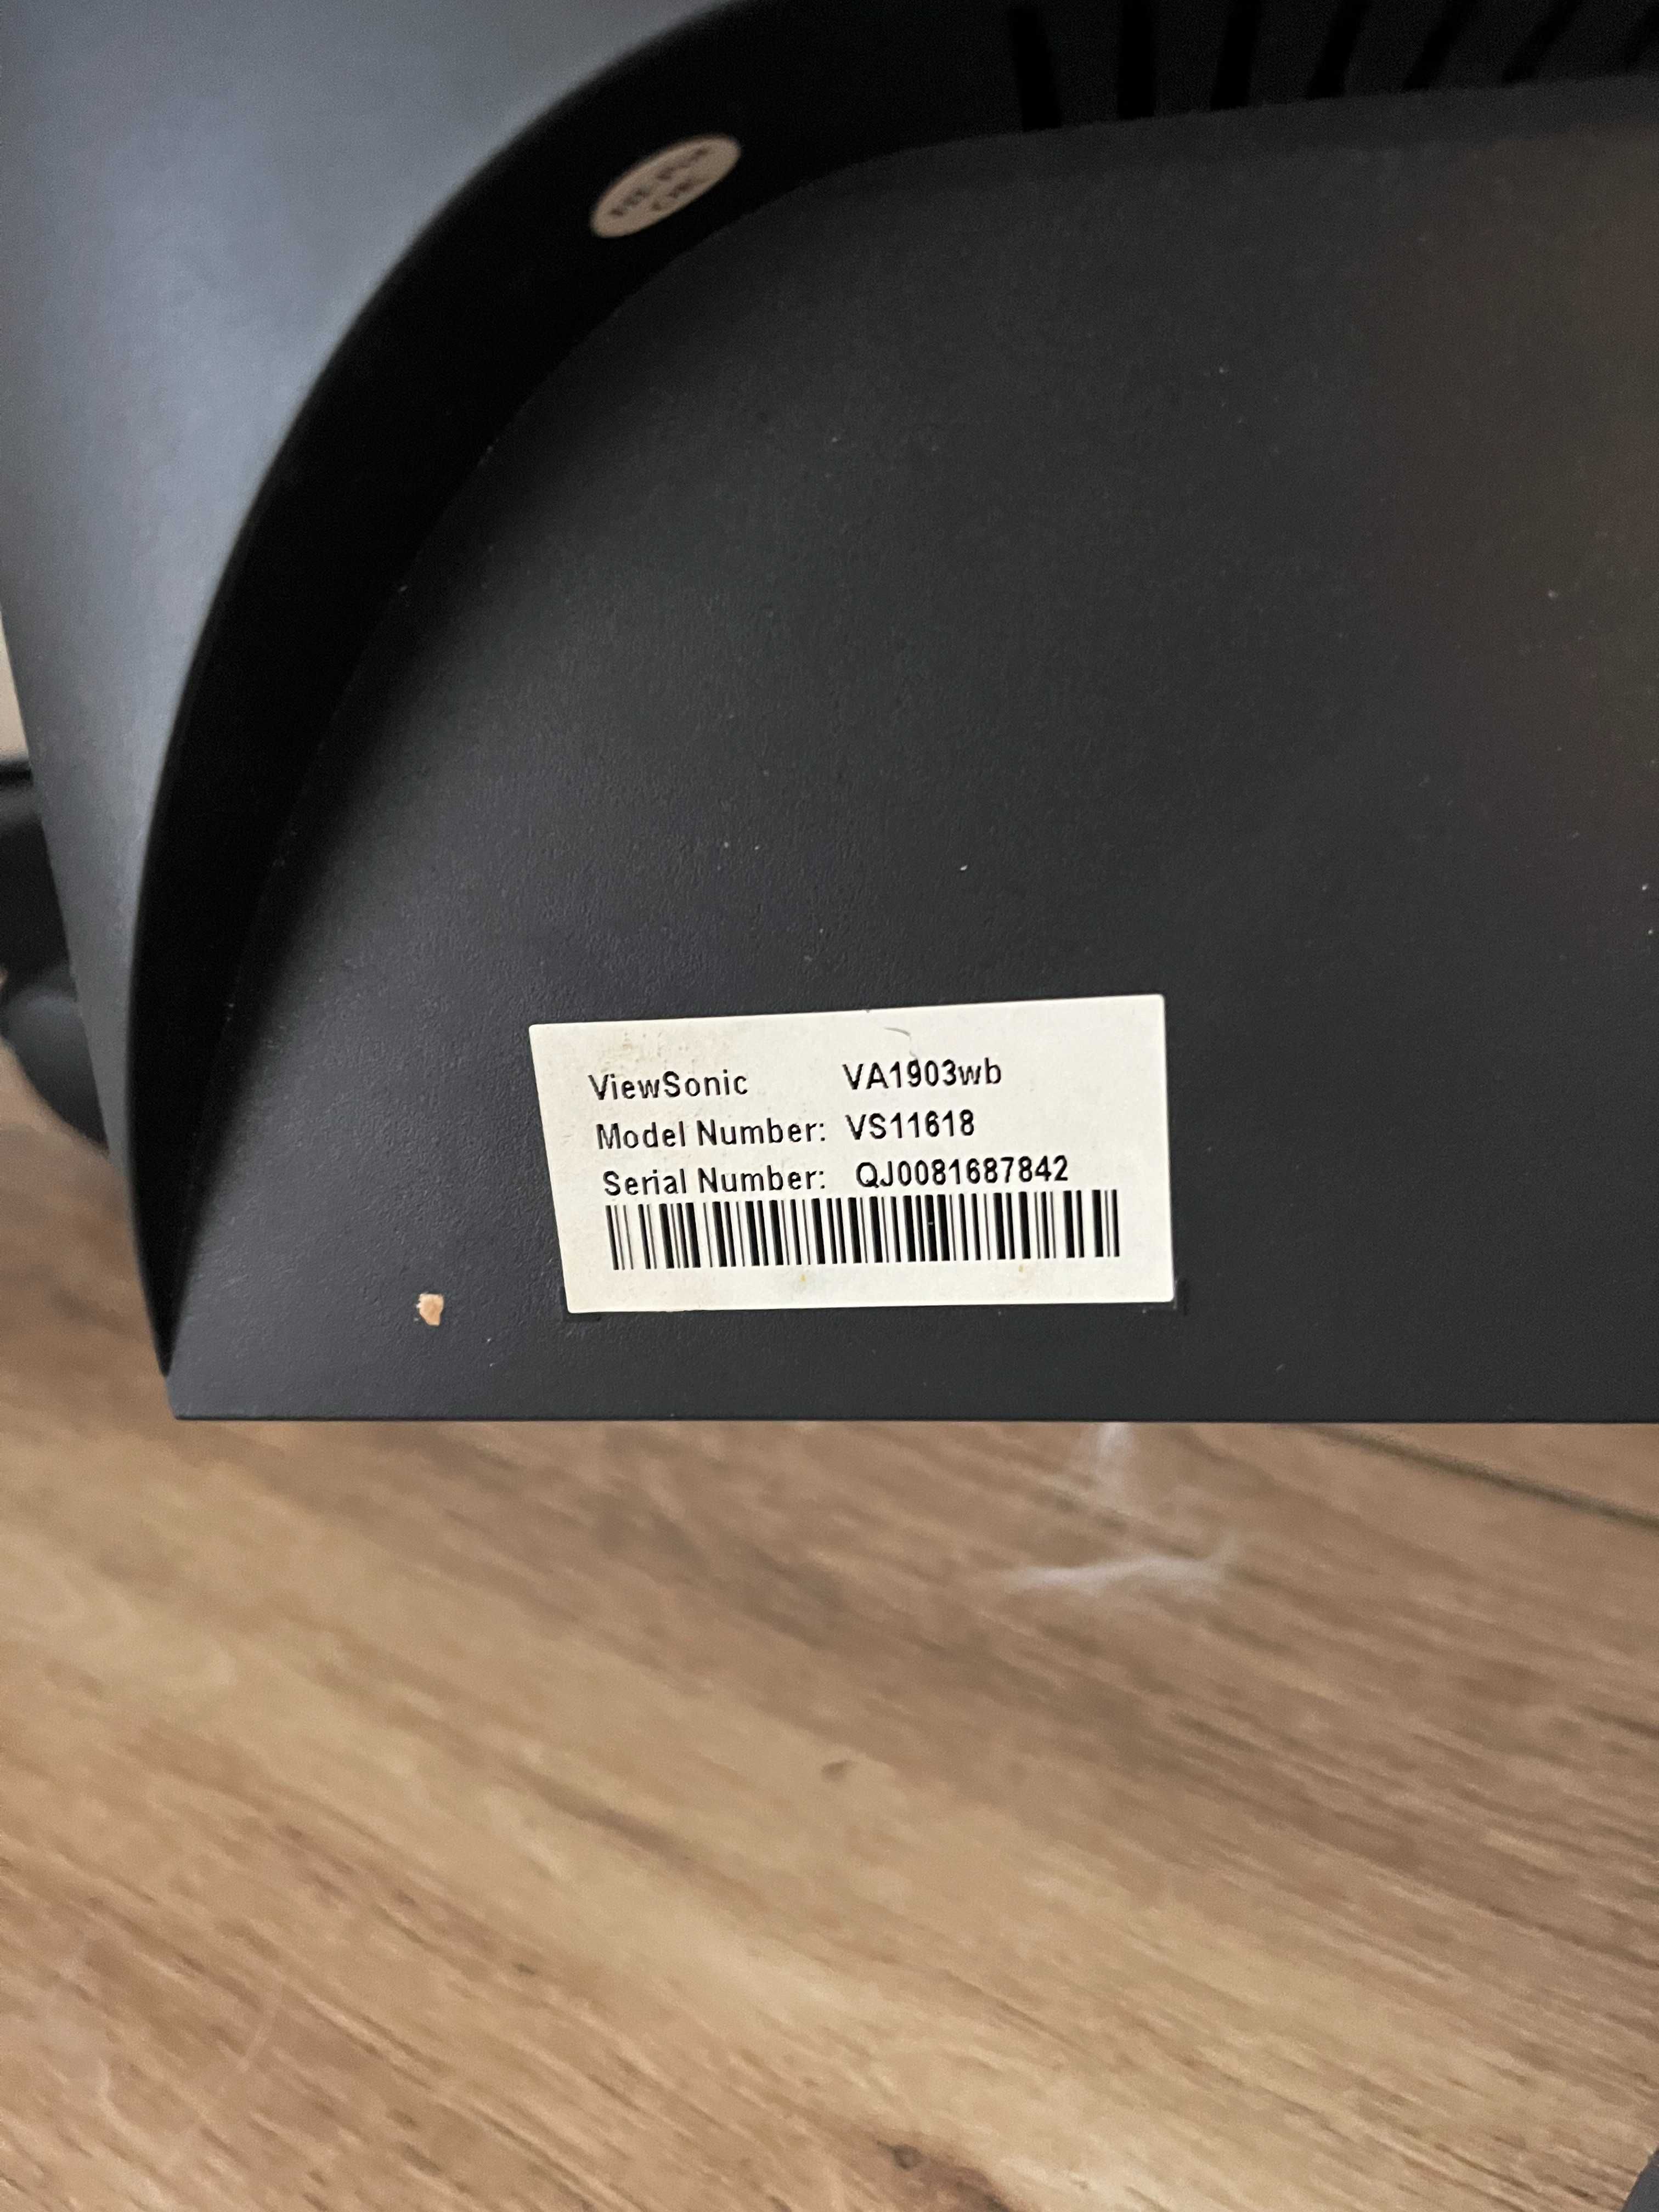 ViewSonic VA1903wb
Model Number: VS11618
Serial Number: QJ0081687842